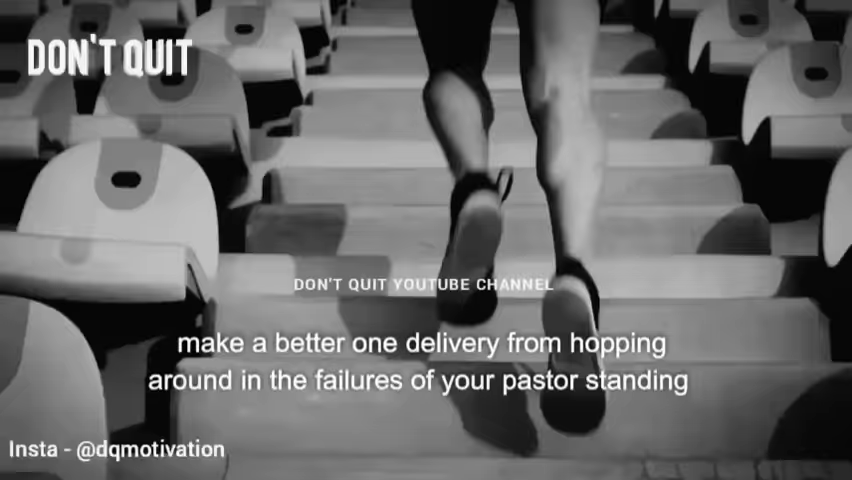 DON'T QUIT
DON'T QUIT YOUTUBE CHANNEL
make a better one delivery from hopping
around in the failures of your pastor standing
Insta - @dqmotivation